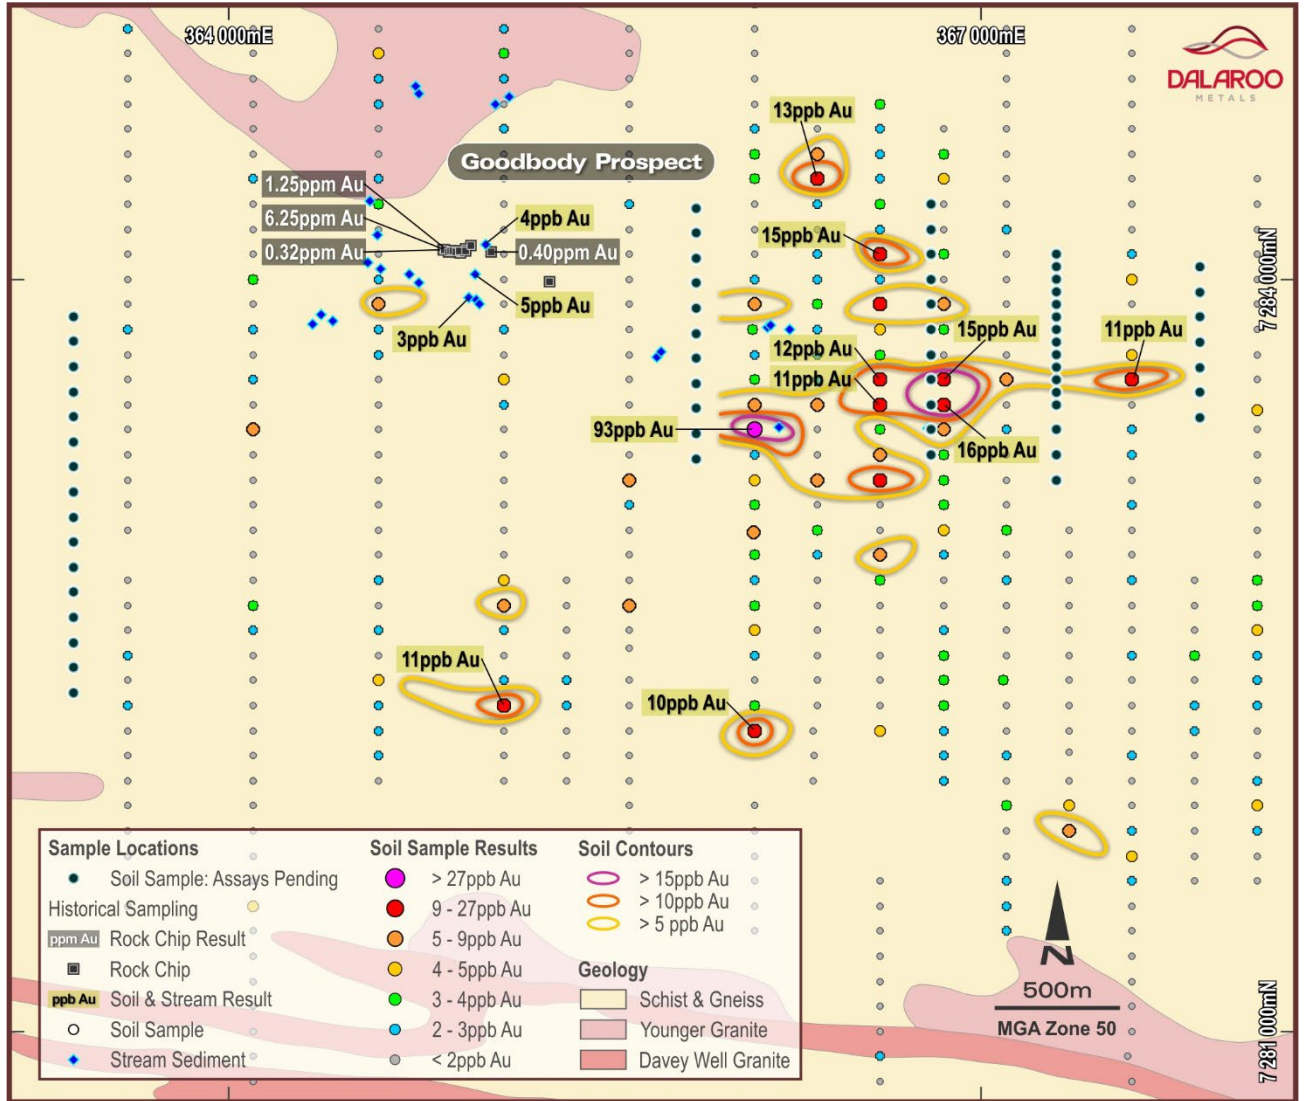 364 000mE
367 000mE
DALAROO
METALS
13ppb Au
Goodbody Prospect
1.25ppm Au
6.25ppm Au
4ppb Au
15ppb Au
0.32ppm Au
0.40ppm Au
7 284 000mN
5ppb Au
3ppb Au
15ppb Au
11ppb Au
12ppb Au
11ppb Au
93ppb Au
16ppb Au
11ppb Au
10ppb Au
Sample Locations
Soil Sample: Assays Pending
Historical Sampling
ppm Au Rock Chip Result
Rock Chip
ppb Au Soil & Stream Result
Soil Sample
Stream Sediment
Soil Sample Results
> 27ppb Au
9 - 27ppb Au
5 - 9ppb Au
4 - 5ppb Au
3 - 4ppb Au
2 - 3ppb Au
< 2ppb Au
Soil Contours
> 15ppb Au
> 10ppb Au
> 5 ppb Au
Geology
Schist & Gneiss
Younger Granite
Davey Well Granite
N
500m
MGA Zone 50
7 281 000mN